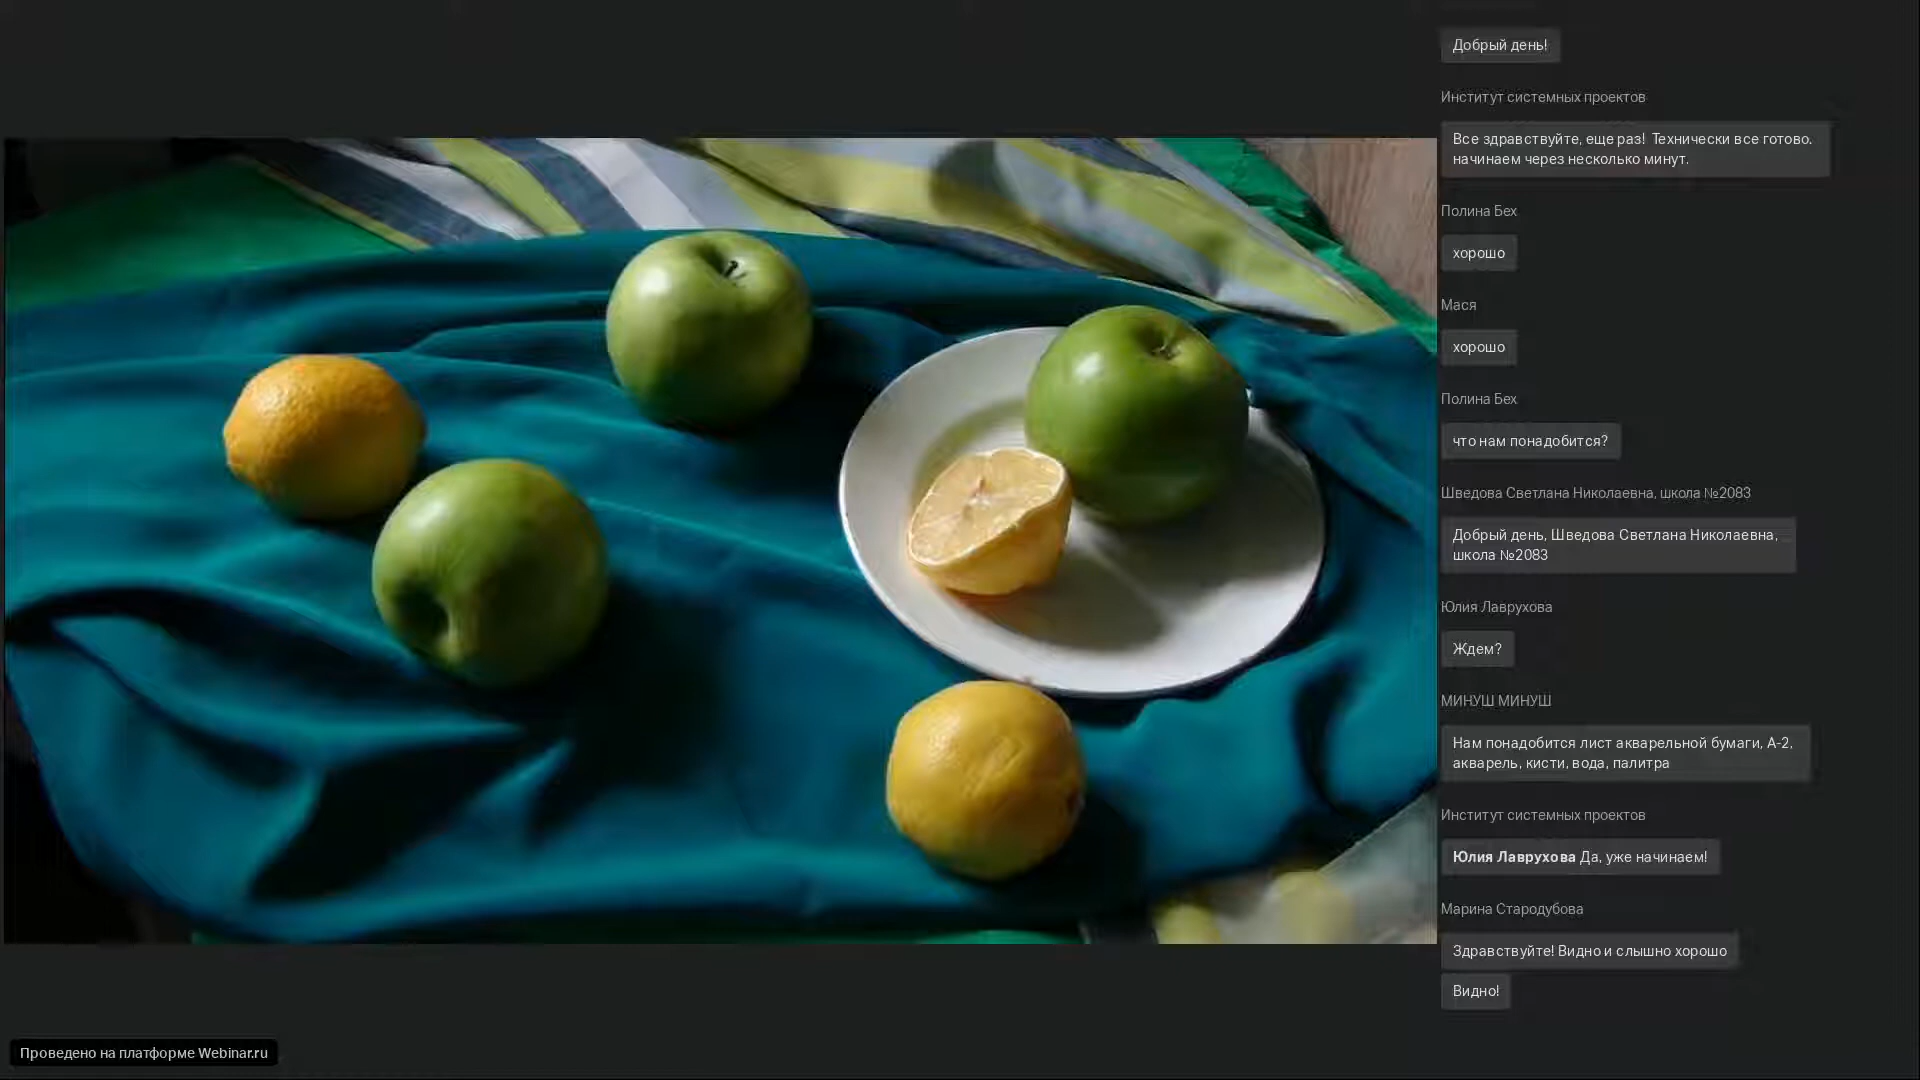 Добрый день!
Институт системных проектов
Все здравствуйте, еще раз! Технически все готово.
начинаем через несколько минут.
Полина Бех
хорошо
Мася
хорошо
Полина Бех
что нам понадобится?
Шведова Светлана Николаевна, школа №2083
Добрый день, Шведова Светлана Николаевна,
школа №2083
Юлия Лаврухова
Ждем?
МИНУШ МИНУШ
Нам понадобится лист акварельной бумаги, А-2,
акварель, кисти, вода, палитра
Институт системных проектов
Юлия Лаврухова Да, уже начинаем!
Марина Стародубова
Здравствуйте! Видно и слышно хорошо
Видно!
Проведено на платформе Webinar.ru